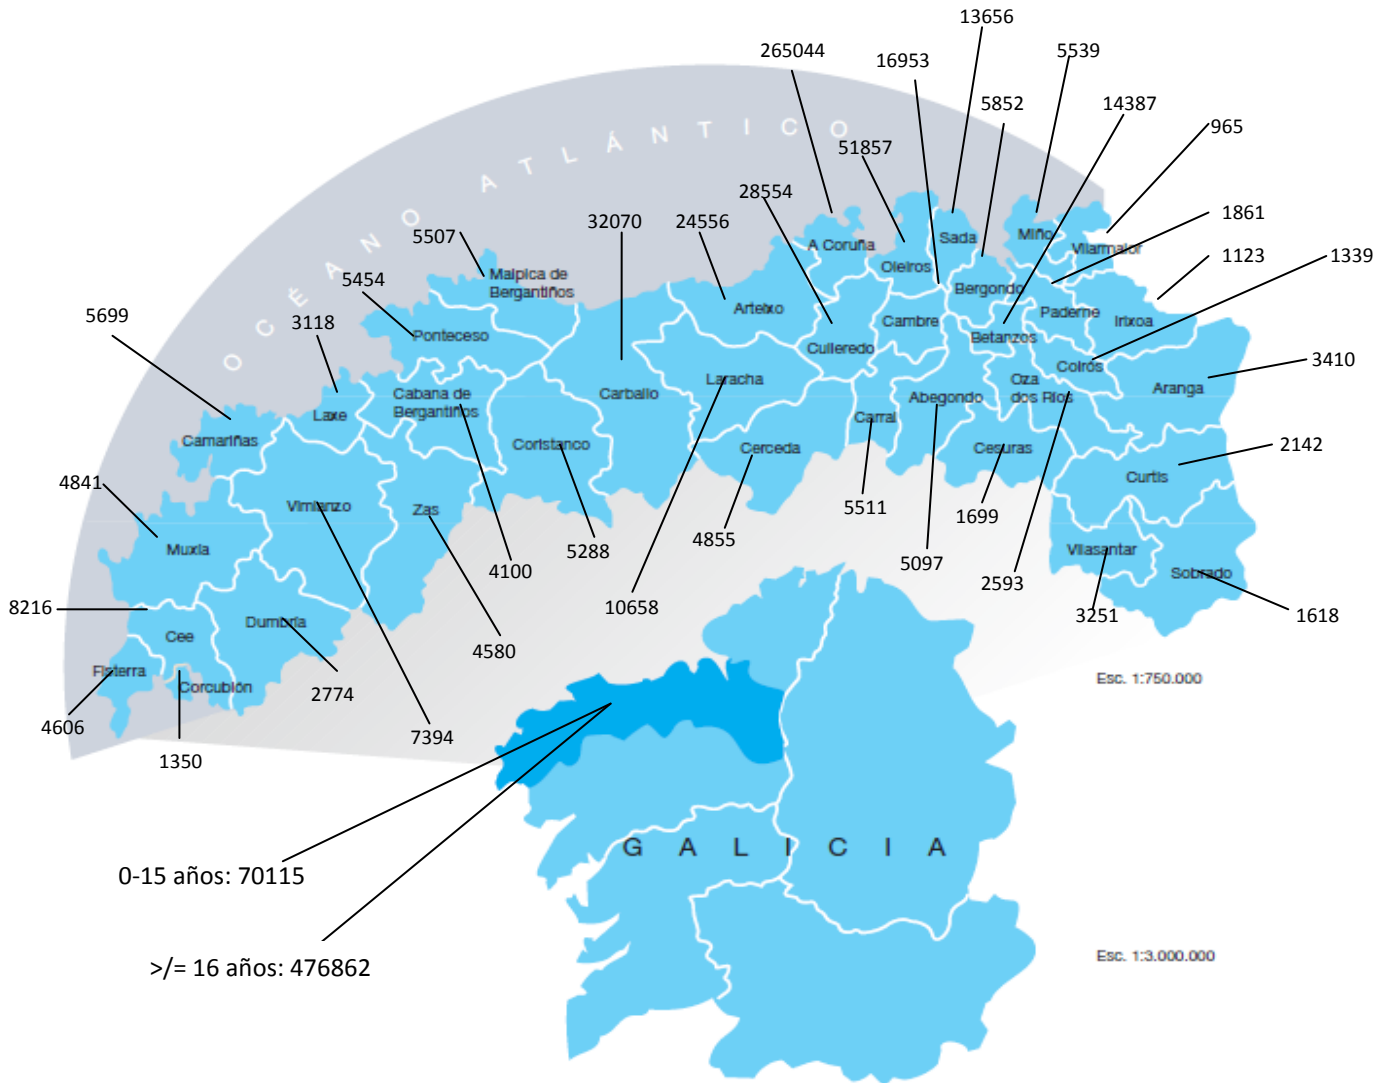 13656
265044
16953
5539
5852
14387
965
51857
28554
32070
24556
5507
5454
5699
3118
1861
1123
1339
3410
2142
OCÉANO ATLÁNTICO
A Coruña
Oleiros
Sada
Miño
Vilarmaior
Bergondo
Paderne
Irixoa
Malpica de
Bergantiños
Arteixo
Cambre
Culleredo
Betanzos
Coirós
Aranga
Ponteceso
Laracha
Carballo
Cabana de
Bergantiños
Laxe
Camariñas
Coristanco
Carral
Abegondo
Oza
dos Ríos
Cerceda
Cesuras
Curtis
Vimianzo
Zas
Muxía
Vilasantar
Sobrado
Dumbría
Cee
Fisterra
Corcubión
4841
8216
4606
1350
2774
7394
4580
4100
5288
10658
4855
5511
5097
1699
2593
3251
1618
Esc. 1:750.000
GALICIA
0-15 años: 70115
>/= 16 años: 476862
Esc. 1:3.000.000